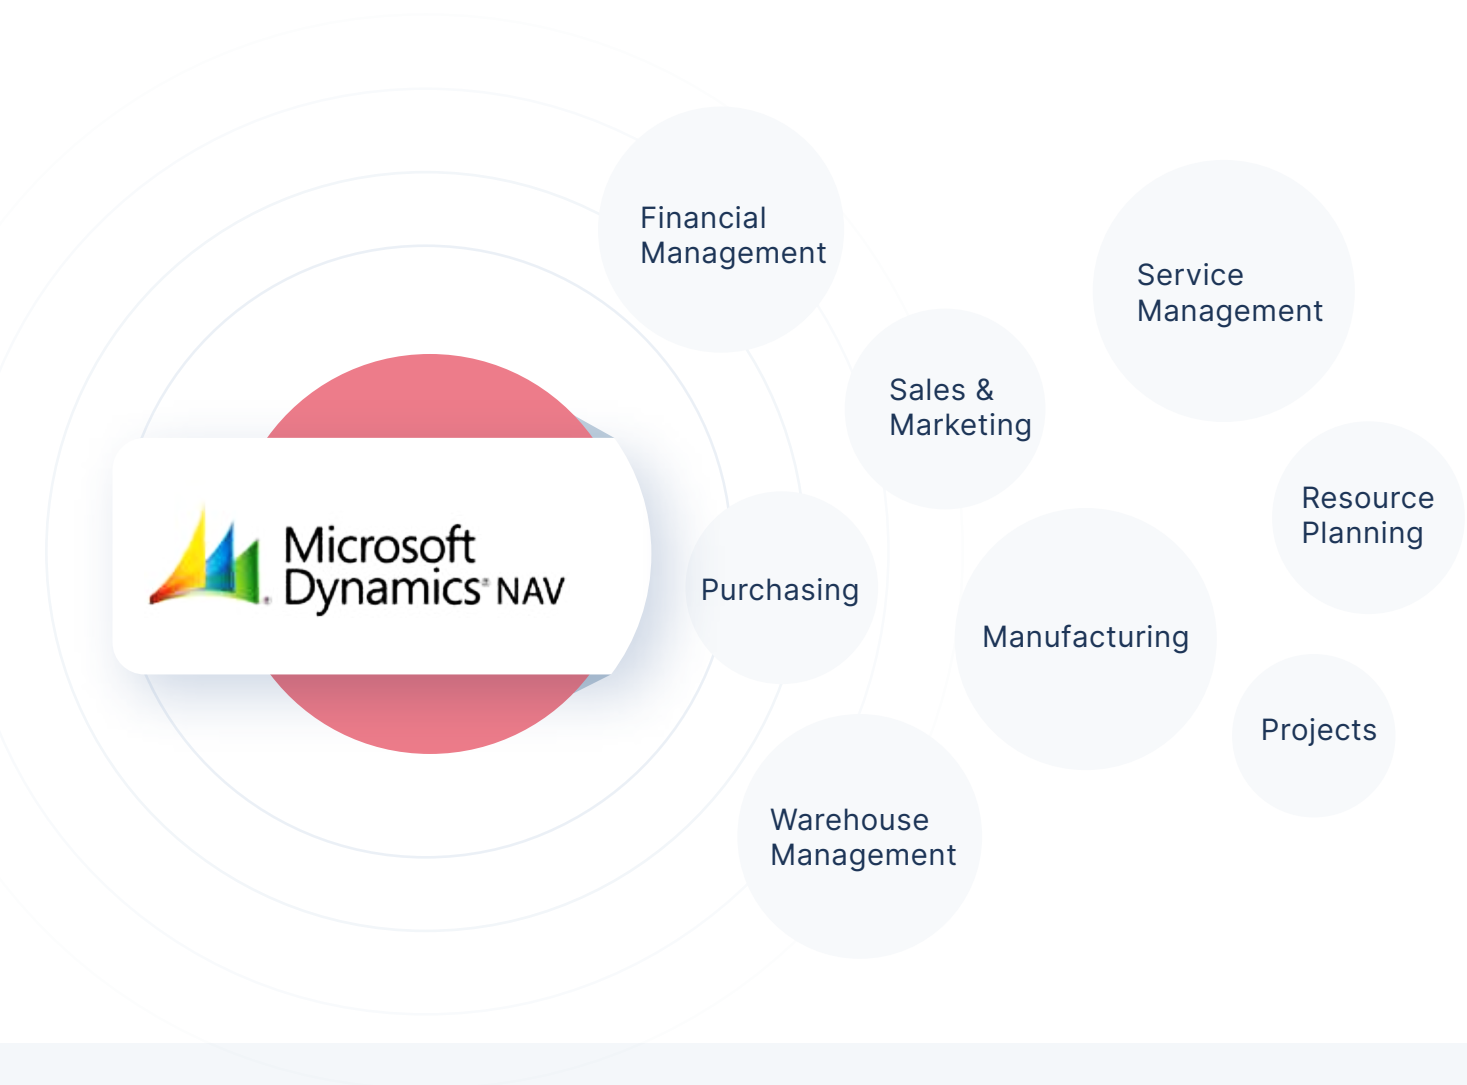 Financial
Management
Service
Management
Sales &
Marketing
Resource
Planning
Microsoft
Dynamics® NAV
Purchasing
Manufacturing
Projects
Warehouse
Management